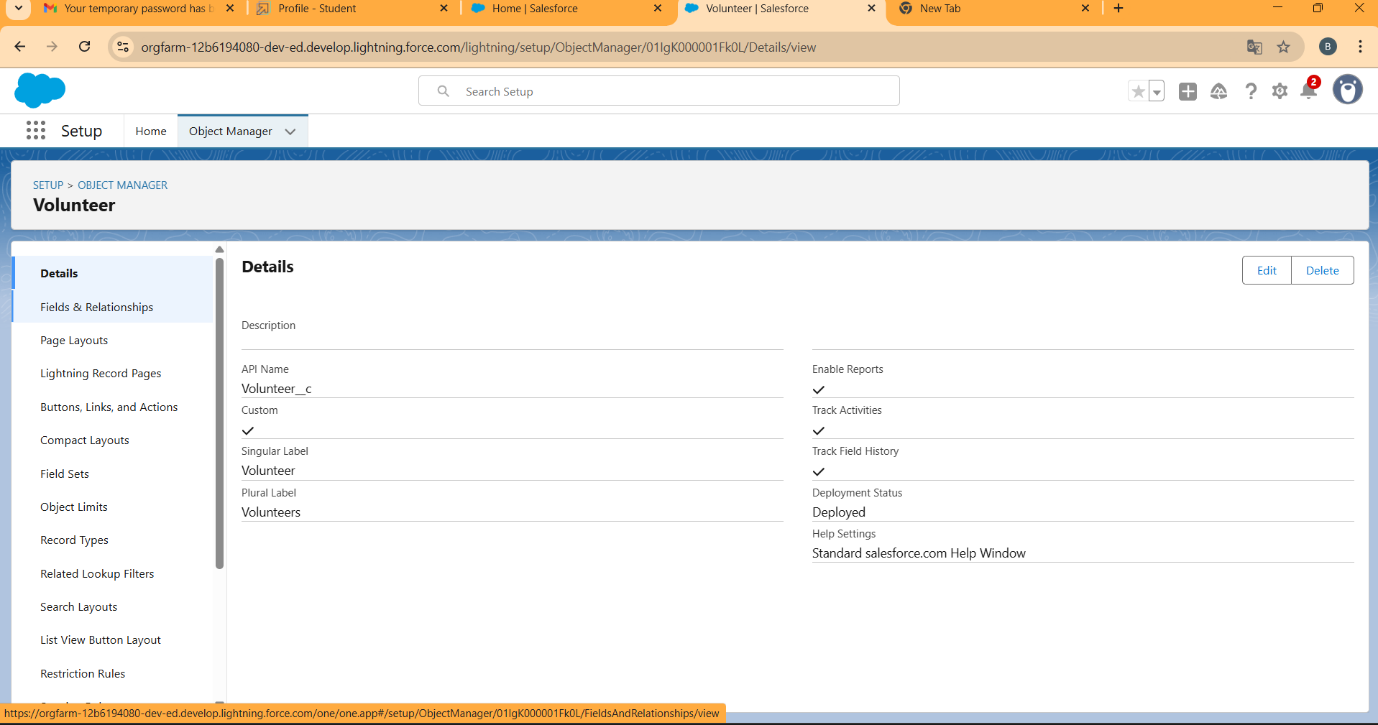 Your temporary password has b
Profile - Student
Home | Salesforce
Volunteer | Salesforce
New Tab
orgfarm-12b6194080-dev-ed.develop.lightning.force.com/lightning/setup/ObjectManager/01IgK000001Fk0L/Details/view
B
Search Setup
2
Setup
Home
Object Manager
SETUP > OBJECT MANAGER
Volunteer
Details
Fields & Relationships
Page Layouts
Lightning Record Pages
Buttons, Links, and Actions
Compact Layouts
Field Sets
Object Limits
Record Types
Related Lookup Filters
Search Layouts
List View Button Layout
Restriction Rules
Details
Edit
Delete
Description
API Name
Volunteer__c
Custom
Singular Label
Volunteer
Plural Label
Volunteers
Enable Reports
Track Activities
Track Field History
Deployment Status
Deployed
Help Settings
Standard salesforce.com Help Window
https://orgfarm-12b6194080-dev-ed.develop.lightning.force.com/one/one.app#/setup/ObjectManager/01IgK000001Fk0L/FieldsAndRelationships/view